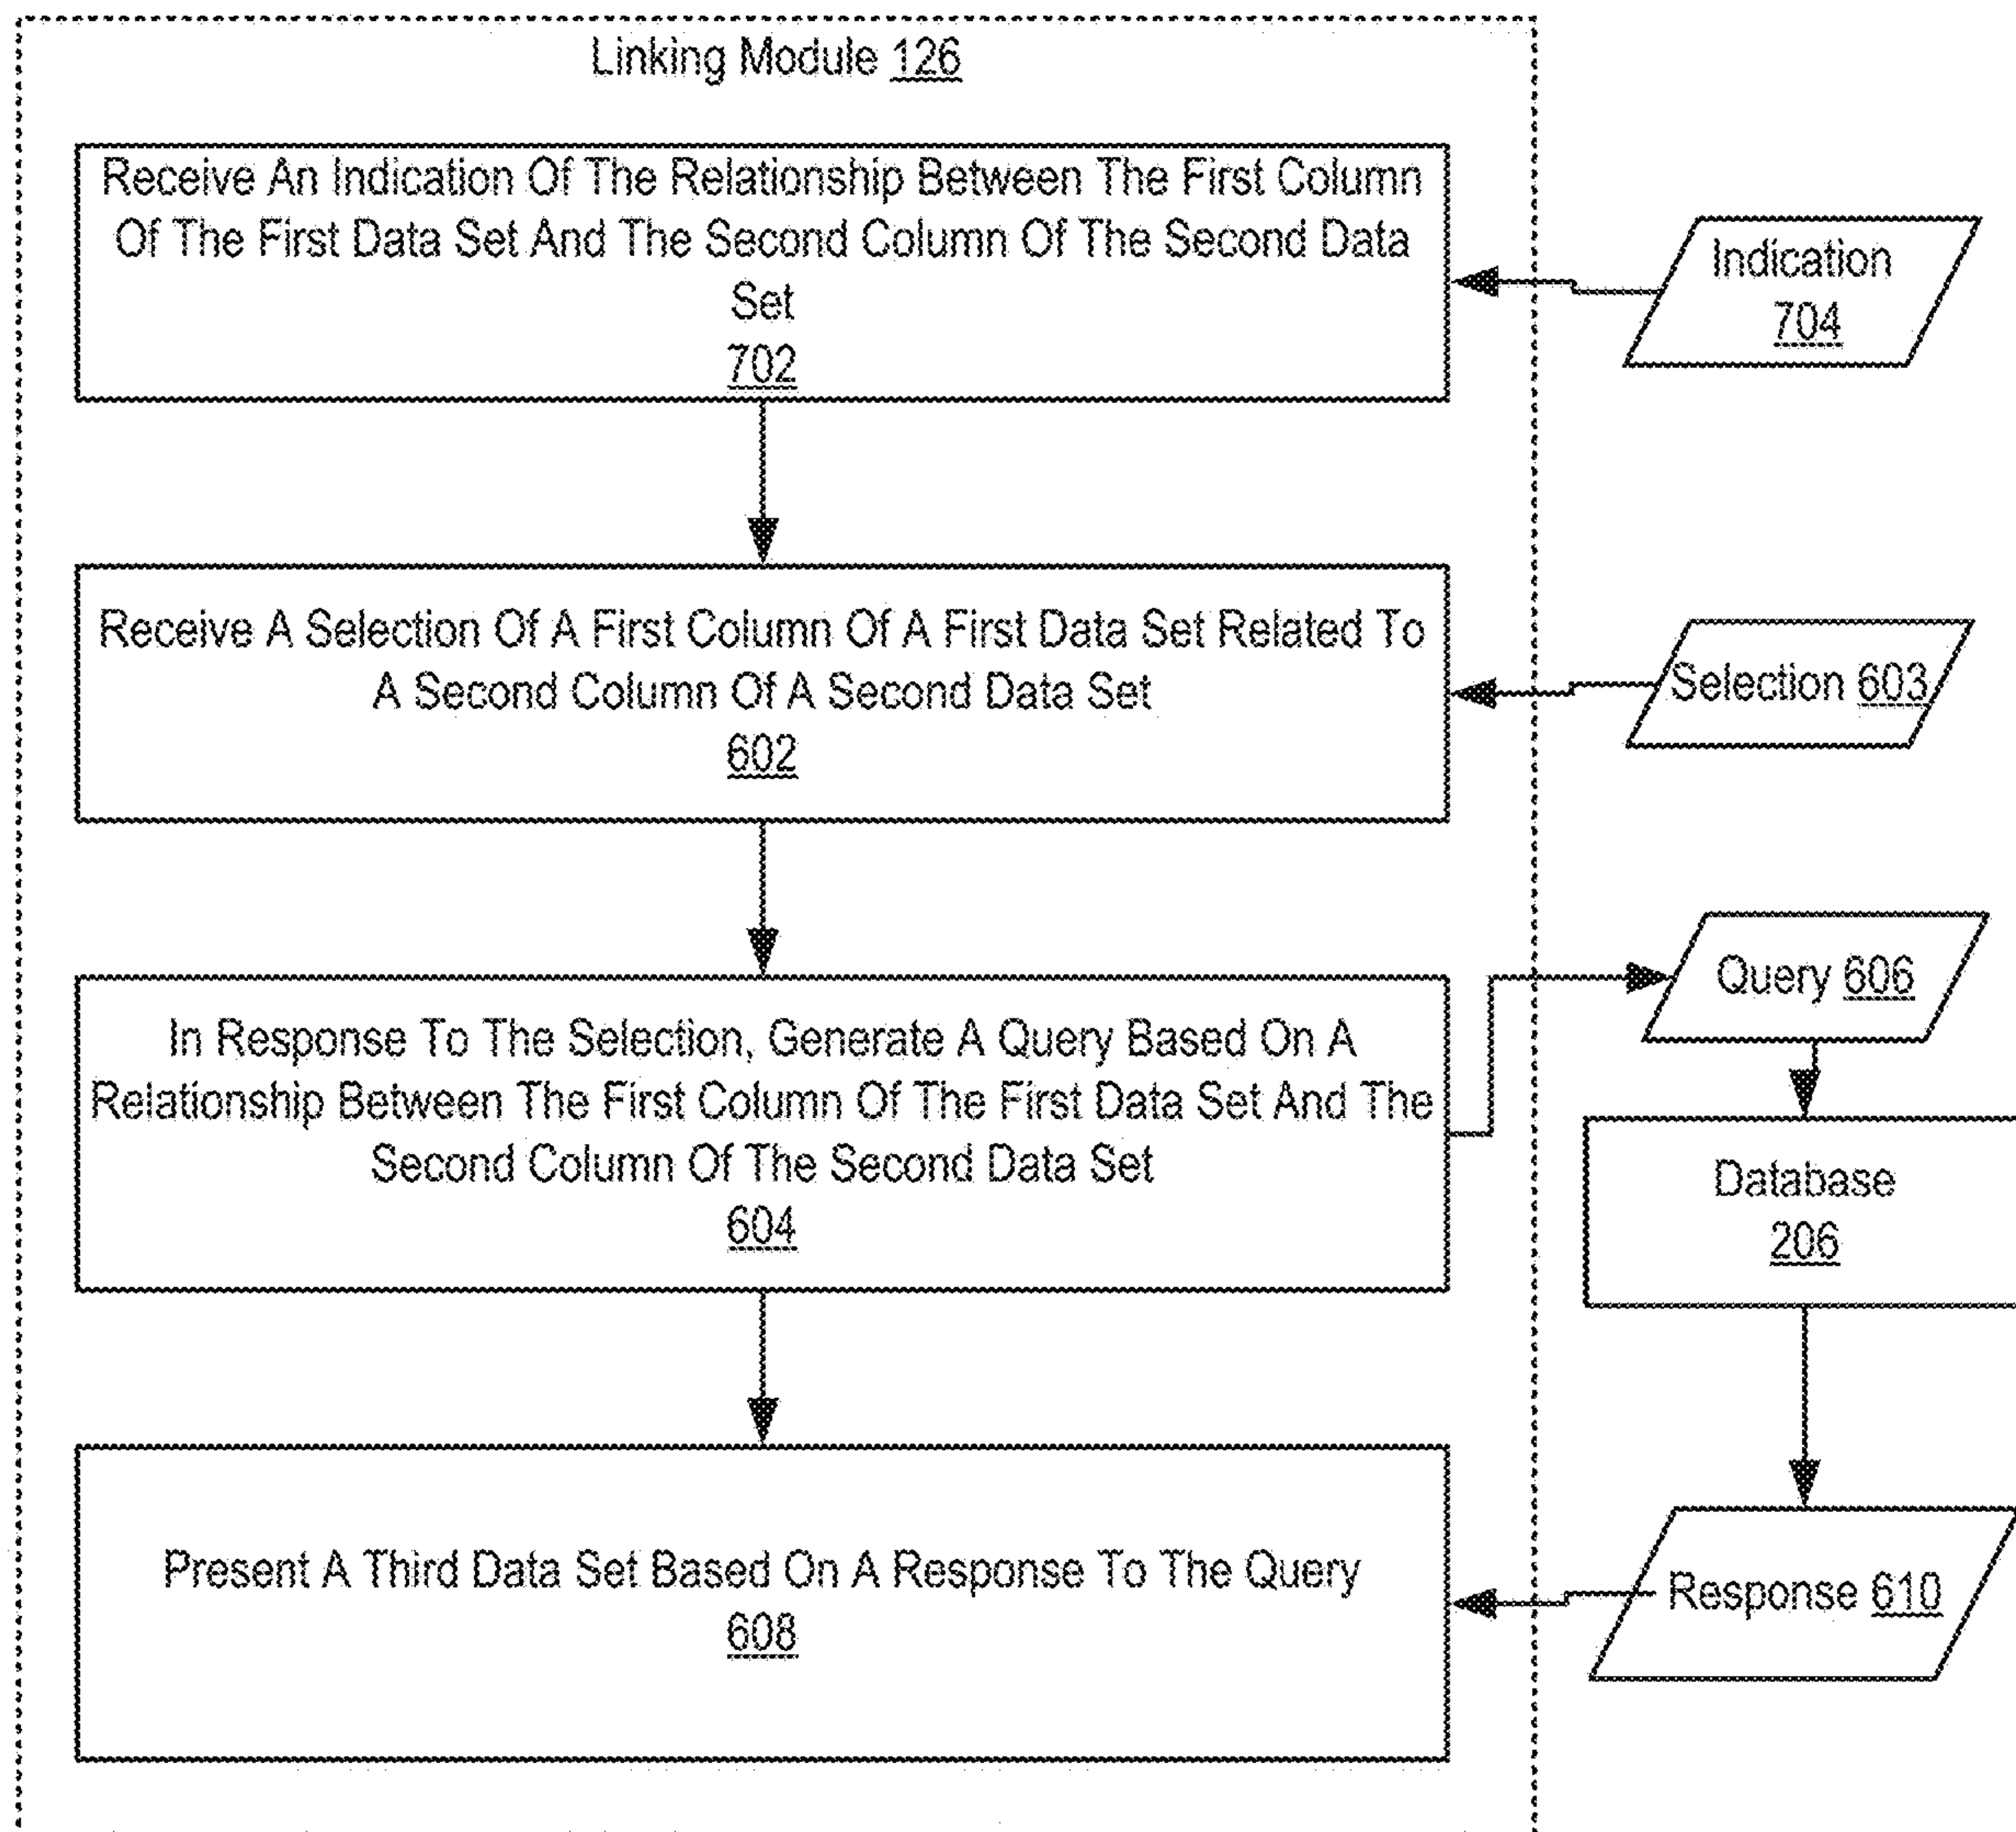 Linking Module 126
Receive An Indication Of The Relationship Between The First Column
Of The First Data Set And The Second Column Of The Second Data
Set
702
Indication
704
Receive A Selection Of A First Column Of A First Data Set Related To
A Second Column Of A Second Data Set
602
Selection 603
In Response To The Selection, Generate A Query Based On A
Relationship Between The First Column Of The First Data Set And The
Second Column Of The Second Data Set
604
Query 606
Database
206
Present A Third Data Set Based On A Response To The Query
608
Response 610